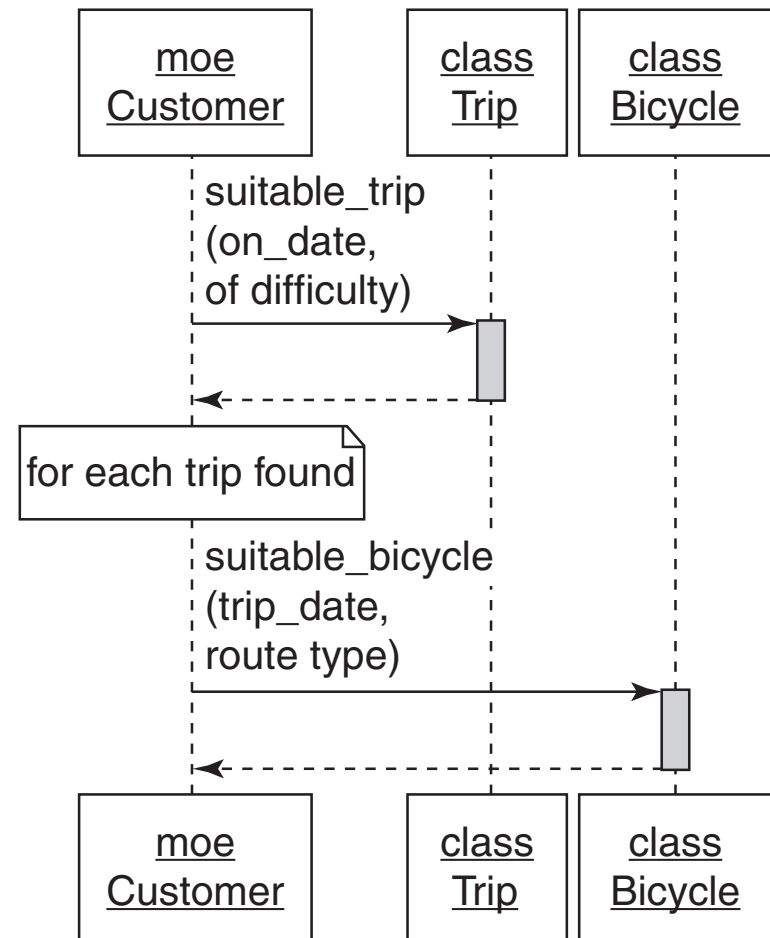 moe
Customer
class
Trip
class
Bicycle
suitable_trip
(on_date,
of difficulty)
for each trip found
suitable_bicycle
(trip_date,
route type)
moe
Customer
class
Trip
class
Bicycle